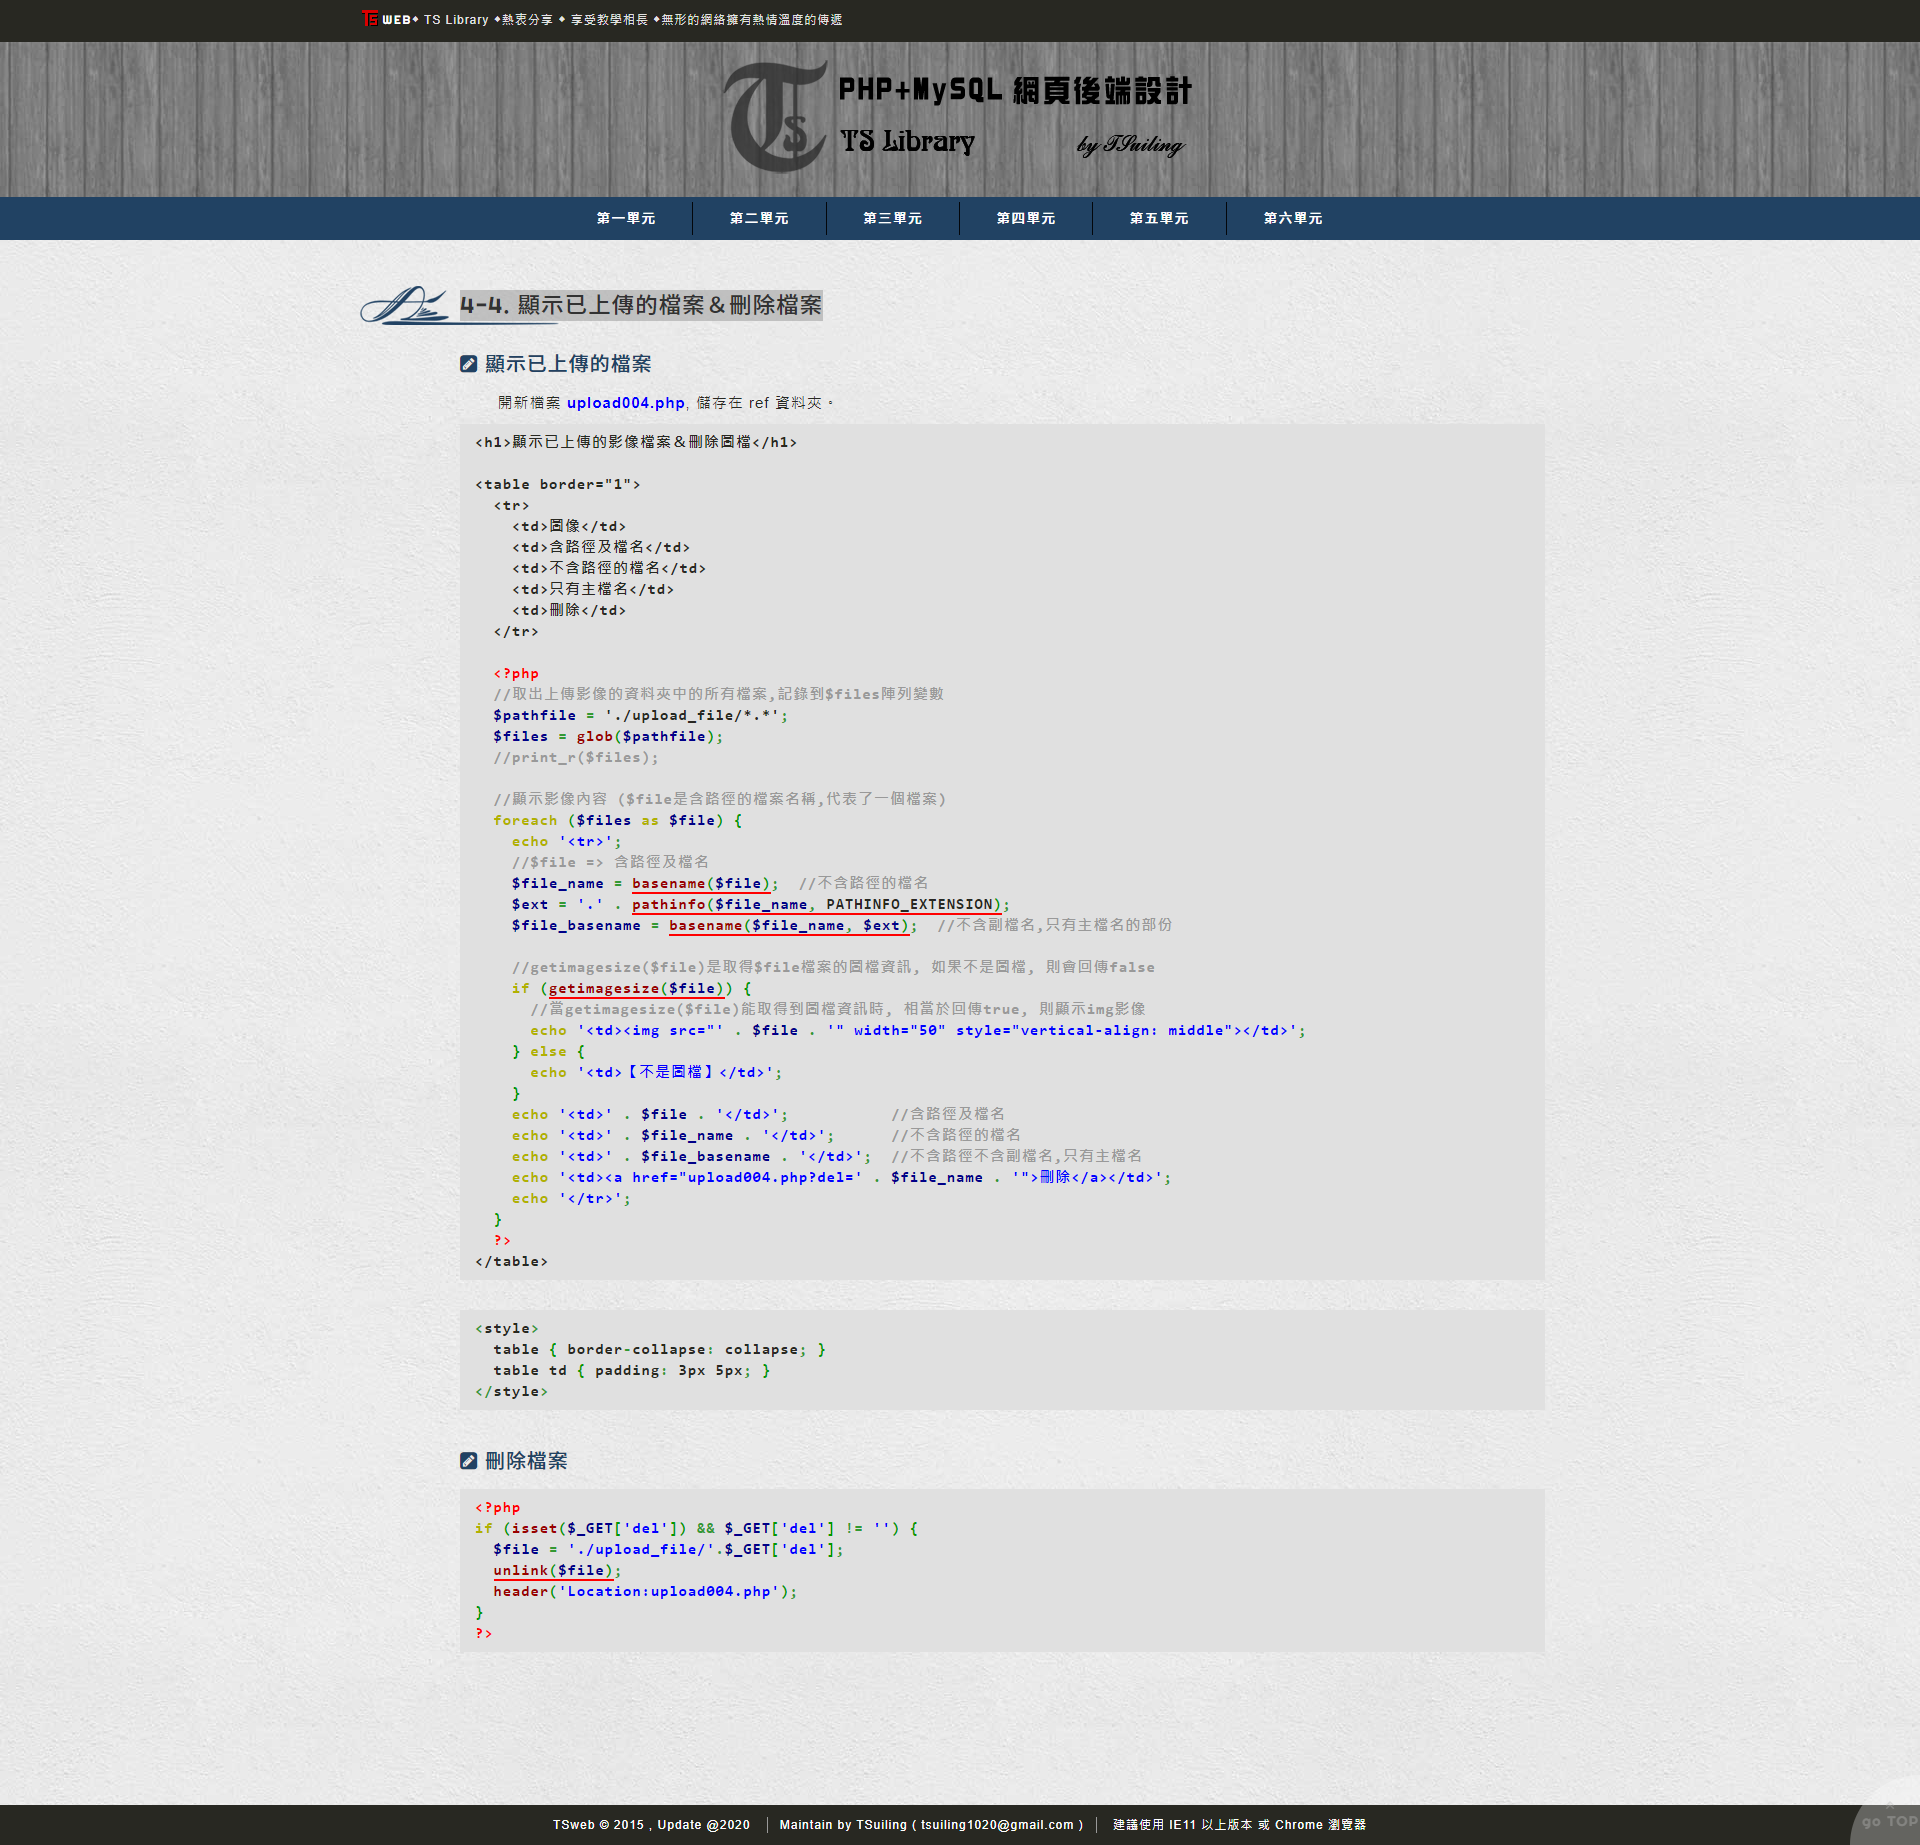 TS WEB◆ TS Library ◆熱衷分享 ◆ 享受教學相長 ◆無形的網絡擁有熱情溫度的傳遞
Ts
PHP+MySQL 網頁後端設計
TS Library by TSuiling
第一單元 第二單元 第三單元 第四單元 第五單元 第六單元
4-4. 顯示已上傳的檔案＆刪除檔案
顯示已上傳的檔案
開新檔案 upload004.php, 儲存在 ref 資料夾。
<h1>顯示已上傳的影像檔案＆刪除圖檔</h1>
<table border="1">
  <tr>
    <td>圖像</td>
    <td>含路徑及檔名</td>
    <td>不含路徑的檔名</td>
    <td>只有主檔名</td>
    <td>刪除</td>
  </tr>
  <?php
  //取出上傳影像的資料夾中的所有檔案,記錄到$files陣列變數
  $pathfile = './upload_file/*.*';
  $files = glob($pathfile);
  //print_r($files);
  //顯示影像內容 ($file是含路徑的檔案名稱,代表了一個檔案)
  foreach ($files as $file) {
    echo '<tr>';
    //$file => 含路徑及檔名
    $file_name = basename($file);  //不含路徑的檔名
    $ext = '.' . pathinfo($file_name, PATHINFO_EXTENSION);
    $file_basename = basename($file_name, $ext);  //不含副檔名,只有主檔名的部份
    //getimagesize($file)是取得$file檔案的圖檔資訊, 如果不是圖檔, 則會回傳false
    if (getimagesize($file)) {
      //當getimagesize($file)能取得到圖檔資訊時, 相當於回傳true, 則顯示img影像
      echo '<td><img src="' . $file . '" width="50" style="vertical-align: middle"></td>';
    } else {
      echo '<td>【不是圖檔】</td>';
    }
    echo '<td>' . $file . '</td>';           //含路徑及檔名
    echo '<td>' . $file_name . '</td>';      //不含路徑的檔名
    echo '<td>' . $file_basename . '</td>';  //不含路徑不含副檔名,只有主檔名
    echo '<td><a href="upload004.php?del=' . $file_name . '">刪除</a></td>';
    echo '</tr>';
  }
  ?>
</table>
<style>
  table { border-collapse: collapse; }
  table td { padding: 3px 5px; }
</style>
刪除檔案
<?php
if (isset($_GET['del']) && $_GET['del'] != '') {
  $file = './upload_file/'.$_GET['del'];
  unlink($file);
  header('Location:upload004.php');
}
?>
go TOP
TSweb © 2015 , Update @2020 │ Maintain by TSuiling ( tsuiling1020@gmail.com ) │ 建議使用 IE11 以上版本 或 Chrome 瀏覽器